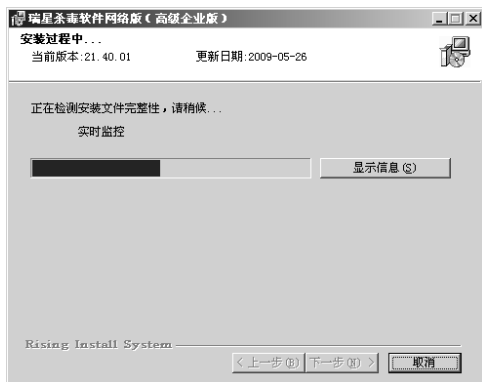 瑞星杀毒软件网络版(高级企业版)
安装过程中...
当前版本:21.40.01 更新日期:2009-05-26
正在检测安装文件完整性，请稍候...
实时监控
显示信息(S)
Rising Install System
< 上一步(B) 下一步(N) > 取消